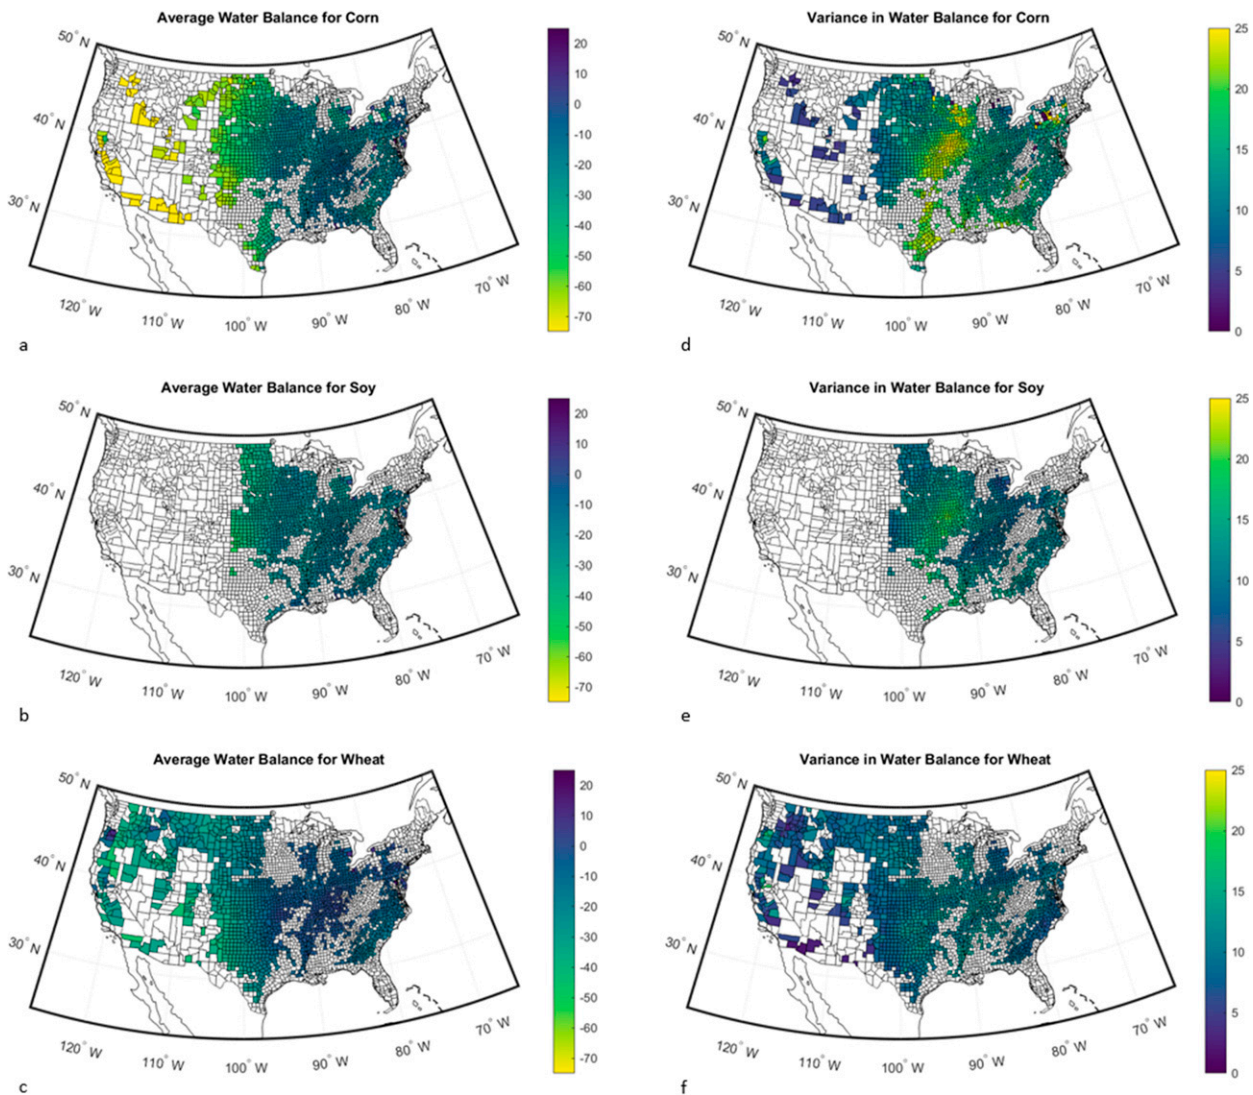 Average Water Balance for Corn
50° N
40° N
30° N
120° W
110° W
100° W
90° W
80° W
70° W
20
10
0
-10
-20
-30
-40
-50
-60
-70
a
Variance in Water Balance for Corn
50° N
40° N
30° N
120° W
110° W
100° W
90° W
80° W
70° W
25
20
15
10
5
0
d
Average Water Balance for Soy
50° N
40° N
30° N
120° W
110° W
100° W
90° W
80° W
70° W
20
10
0
-10
-20
-30
-40
-50
-60
-70
b
Variance in Water Balance for Soy
50° N
40° N
30° N
120° W
110° W
100° W
90° W
80° W
70° W
25
20
15
10
5
0
e
Average Water Balance for Wheat
50° N
40° N
30° N
120° W
110° W
100° W
90° W
80° W
70° W
20
10
0
-10
-20
-30
-40
-50
-60
-70
c
Variance in Water Balance for Wheat
50° N
40° N
30° N
120° W
110° W
100° W
90° W
80° W
70° W
25
20
15
10
5
0
f